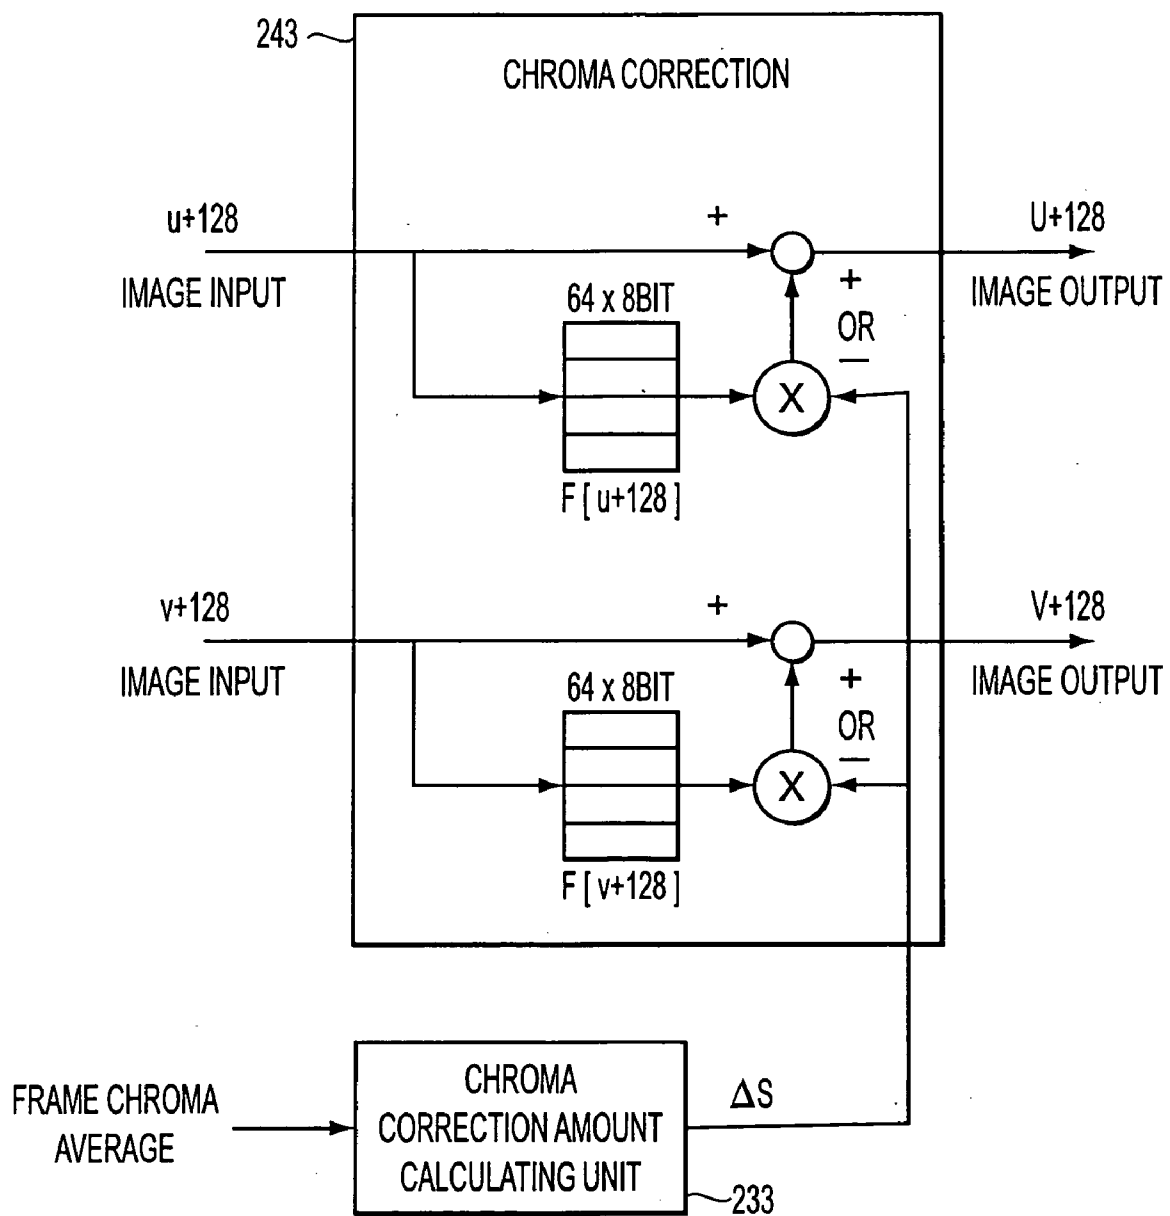 243
CHROMA CORRECTION
u+128
+
U+128
IMAGE INPUT
64 x 8BIT
+
OR
—
IMAGE OUTPUT
X
F [ u+128 ]
v+128
+
V+128
IMAGE INPUT
64 x 8BIT
+
OR
—
IMAGE OUTPUT
X
F [ v+128 ]
FRAME CHROMA
AVERAGE
CHROMA
CORRECTION AMOUNT
CALCULATING UNIT
ΔS
233